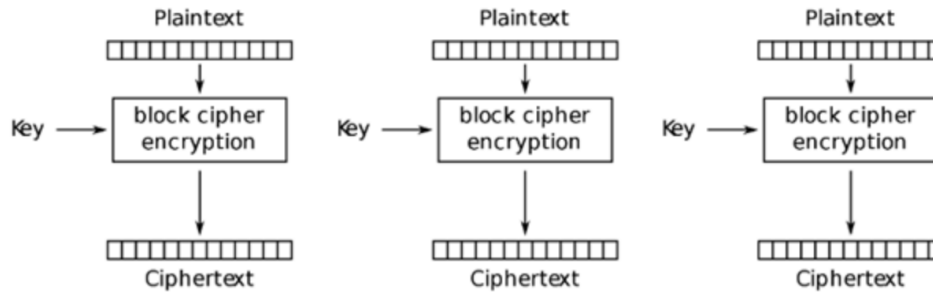 Plaintext Plaintext Plaintext
Key block cipher encryption Key block cipher encryption Key block cipher encryption
Ciphertext Ciphertext Ciphertext